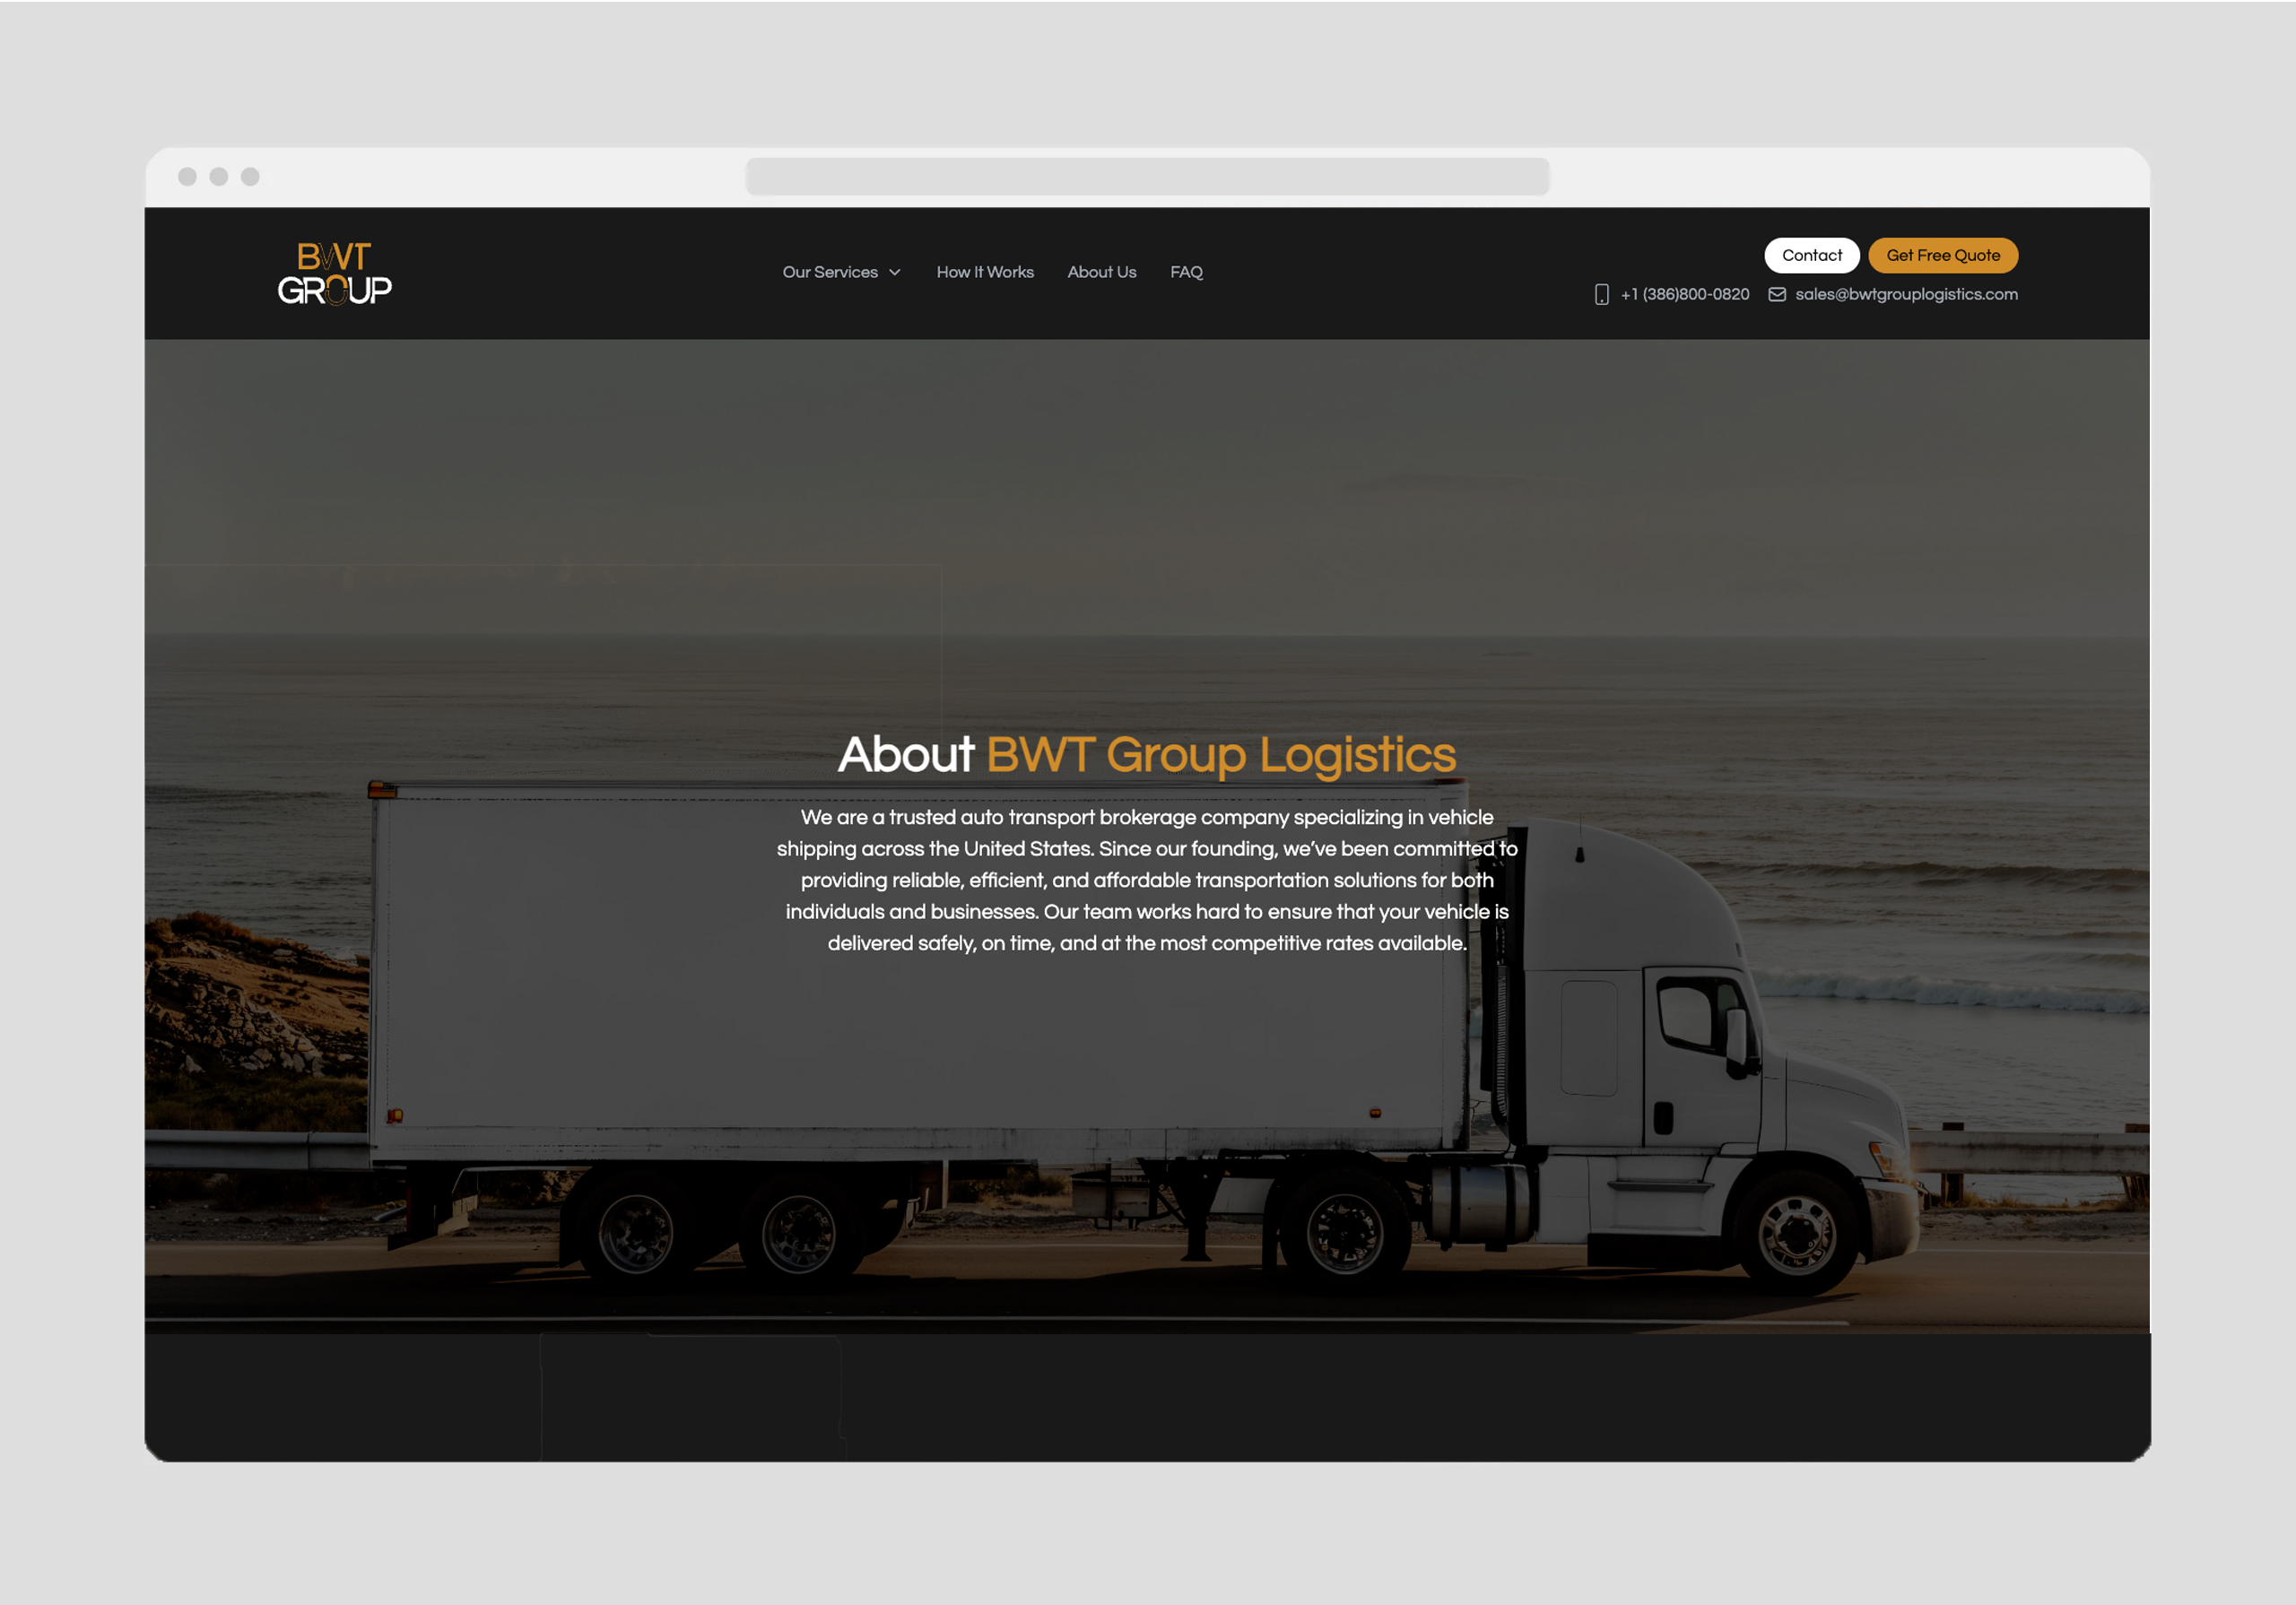 BWT
GROUP
Our Services
How It Works
About Us
FAQ
Contact
Get Free Quote
+1 (386)800-0820
sales@bwtgrouplogistics.com
About BWT Group Logistics
We are a trusted auto transport brokerage company specializing in vehicle
shipping across the United States. Since our founding, we’ve been committed to
providing reliable, efficient, and affordable transportation solutions for both
individuals and businesses. Our team works hard to ensure that your vehicle is
delivered safely, on time, and at the most competitive rates available.